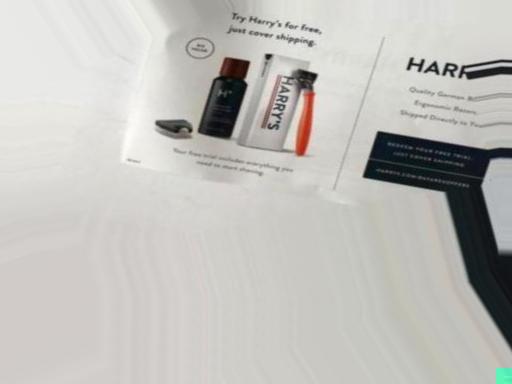 Try Harry's for free,
just cover shipping.
H'
HARRY'S
Your free trial includes everything you
need to start shaving.
HARR
Quality German
Ergonomic Razors,
Shipped Directly to You
REDEEM YOUR FREE TRIAL,
JUST COVER SHIPPING